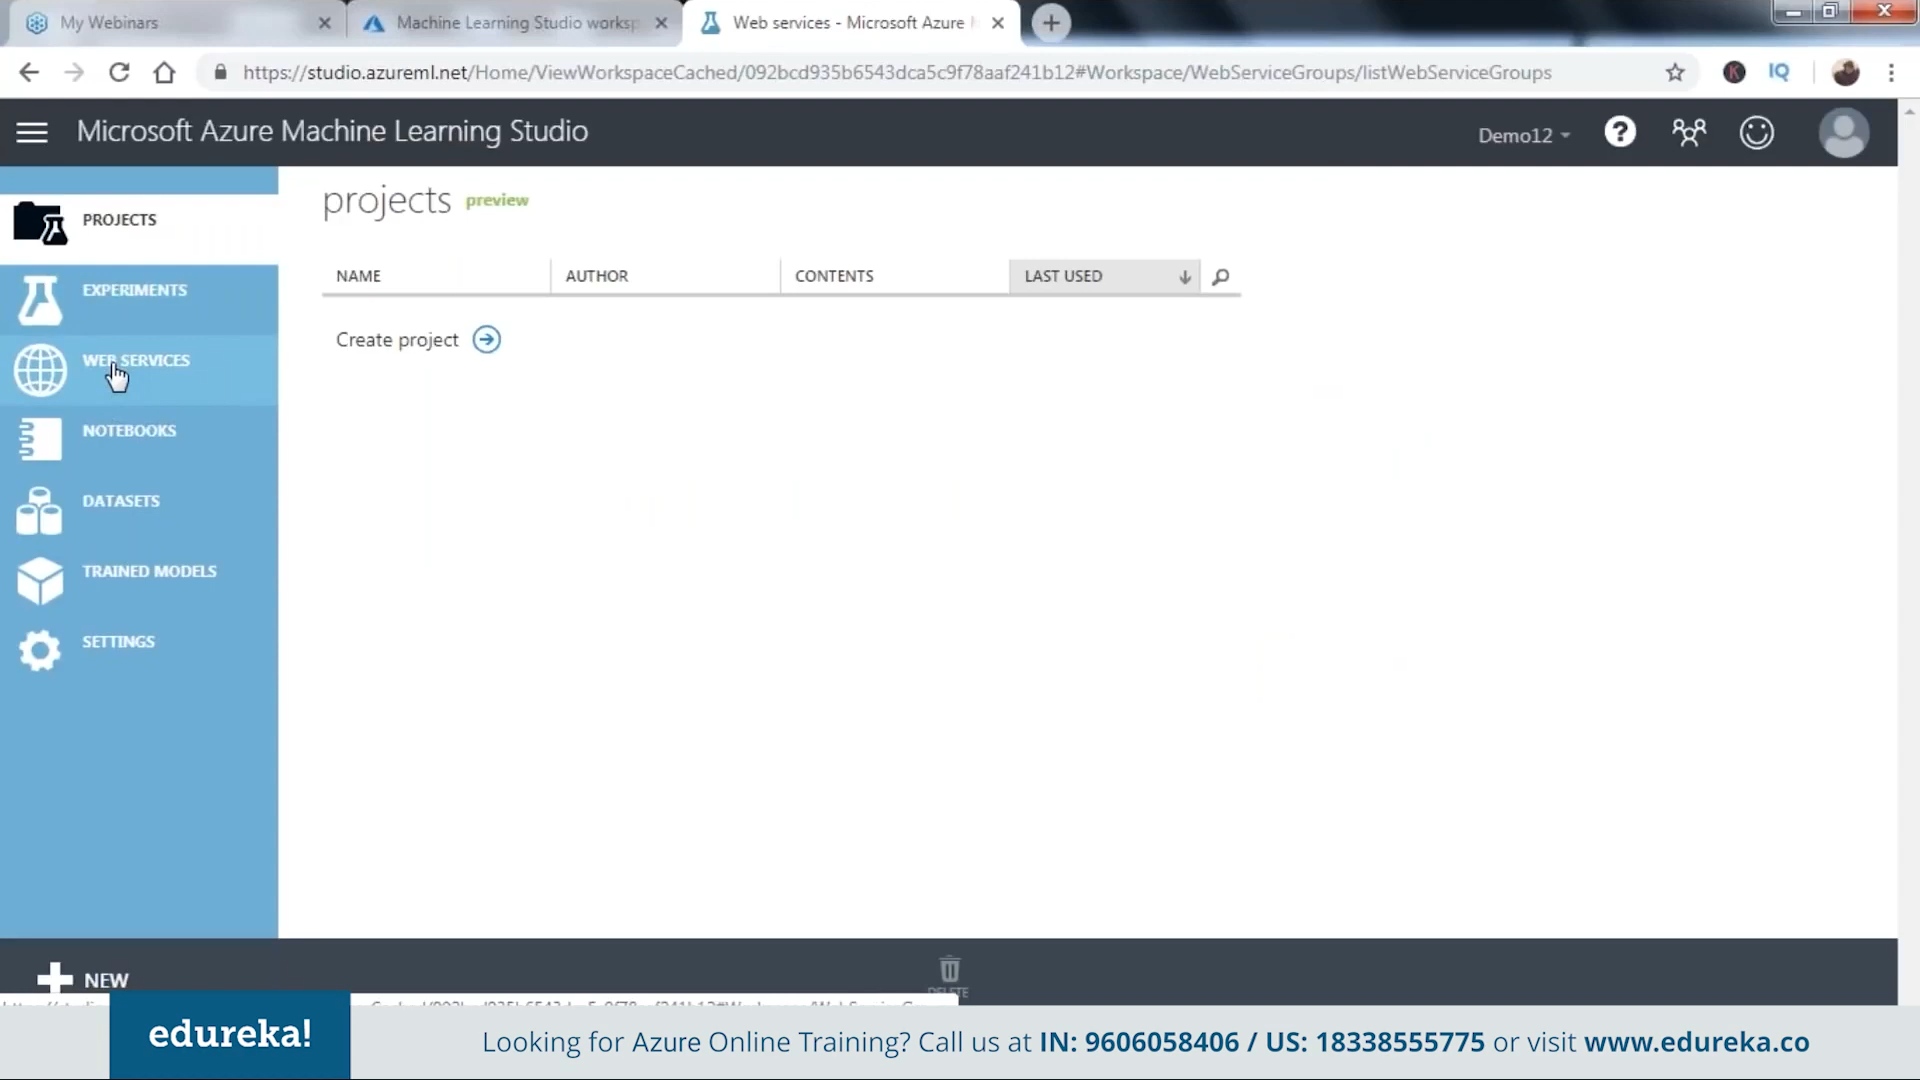 My Webinars
Machine Learning Studio worksp
Web services - Microsoft Azure
https://studio.azureml.net/Home/ViewWorkspaceCached/092bcd935b6543dca5c9f78aaf241b12#Workspace/WebServiceGroups/listWebServiceGroups
IQ
Microsoft Azure Machine Learning Studio
Demo12
PROJECTS
EXPERIMENTS
WEB SERVICES
NOTEBOOKS
DATASETS
TRAINED MODELS
SETTINGS
projects preview
NAME AUTHOR CONTENTS LAST USED
Create project
NEW
DELETE
edureka!
Looking for Azure Online Training? Call us at IN: 9606058406 / US: 18338555775 or visit www.edureka.co